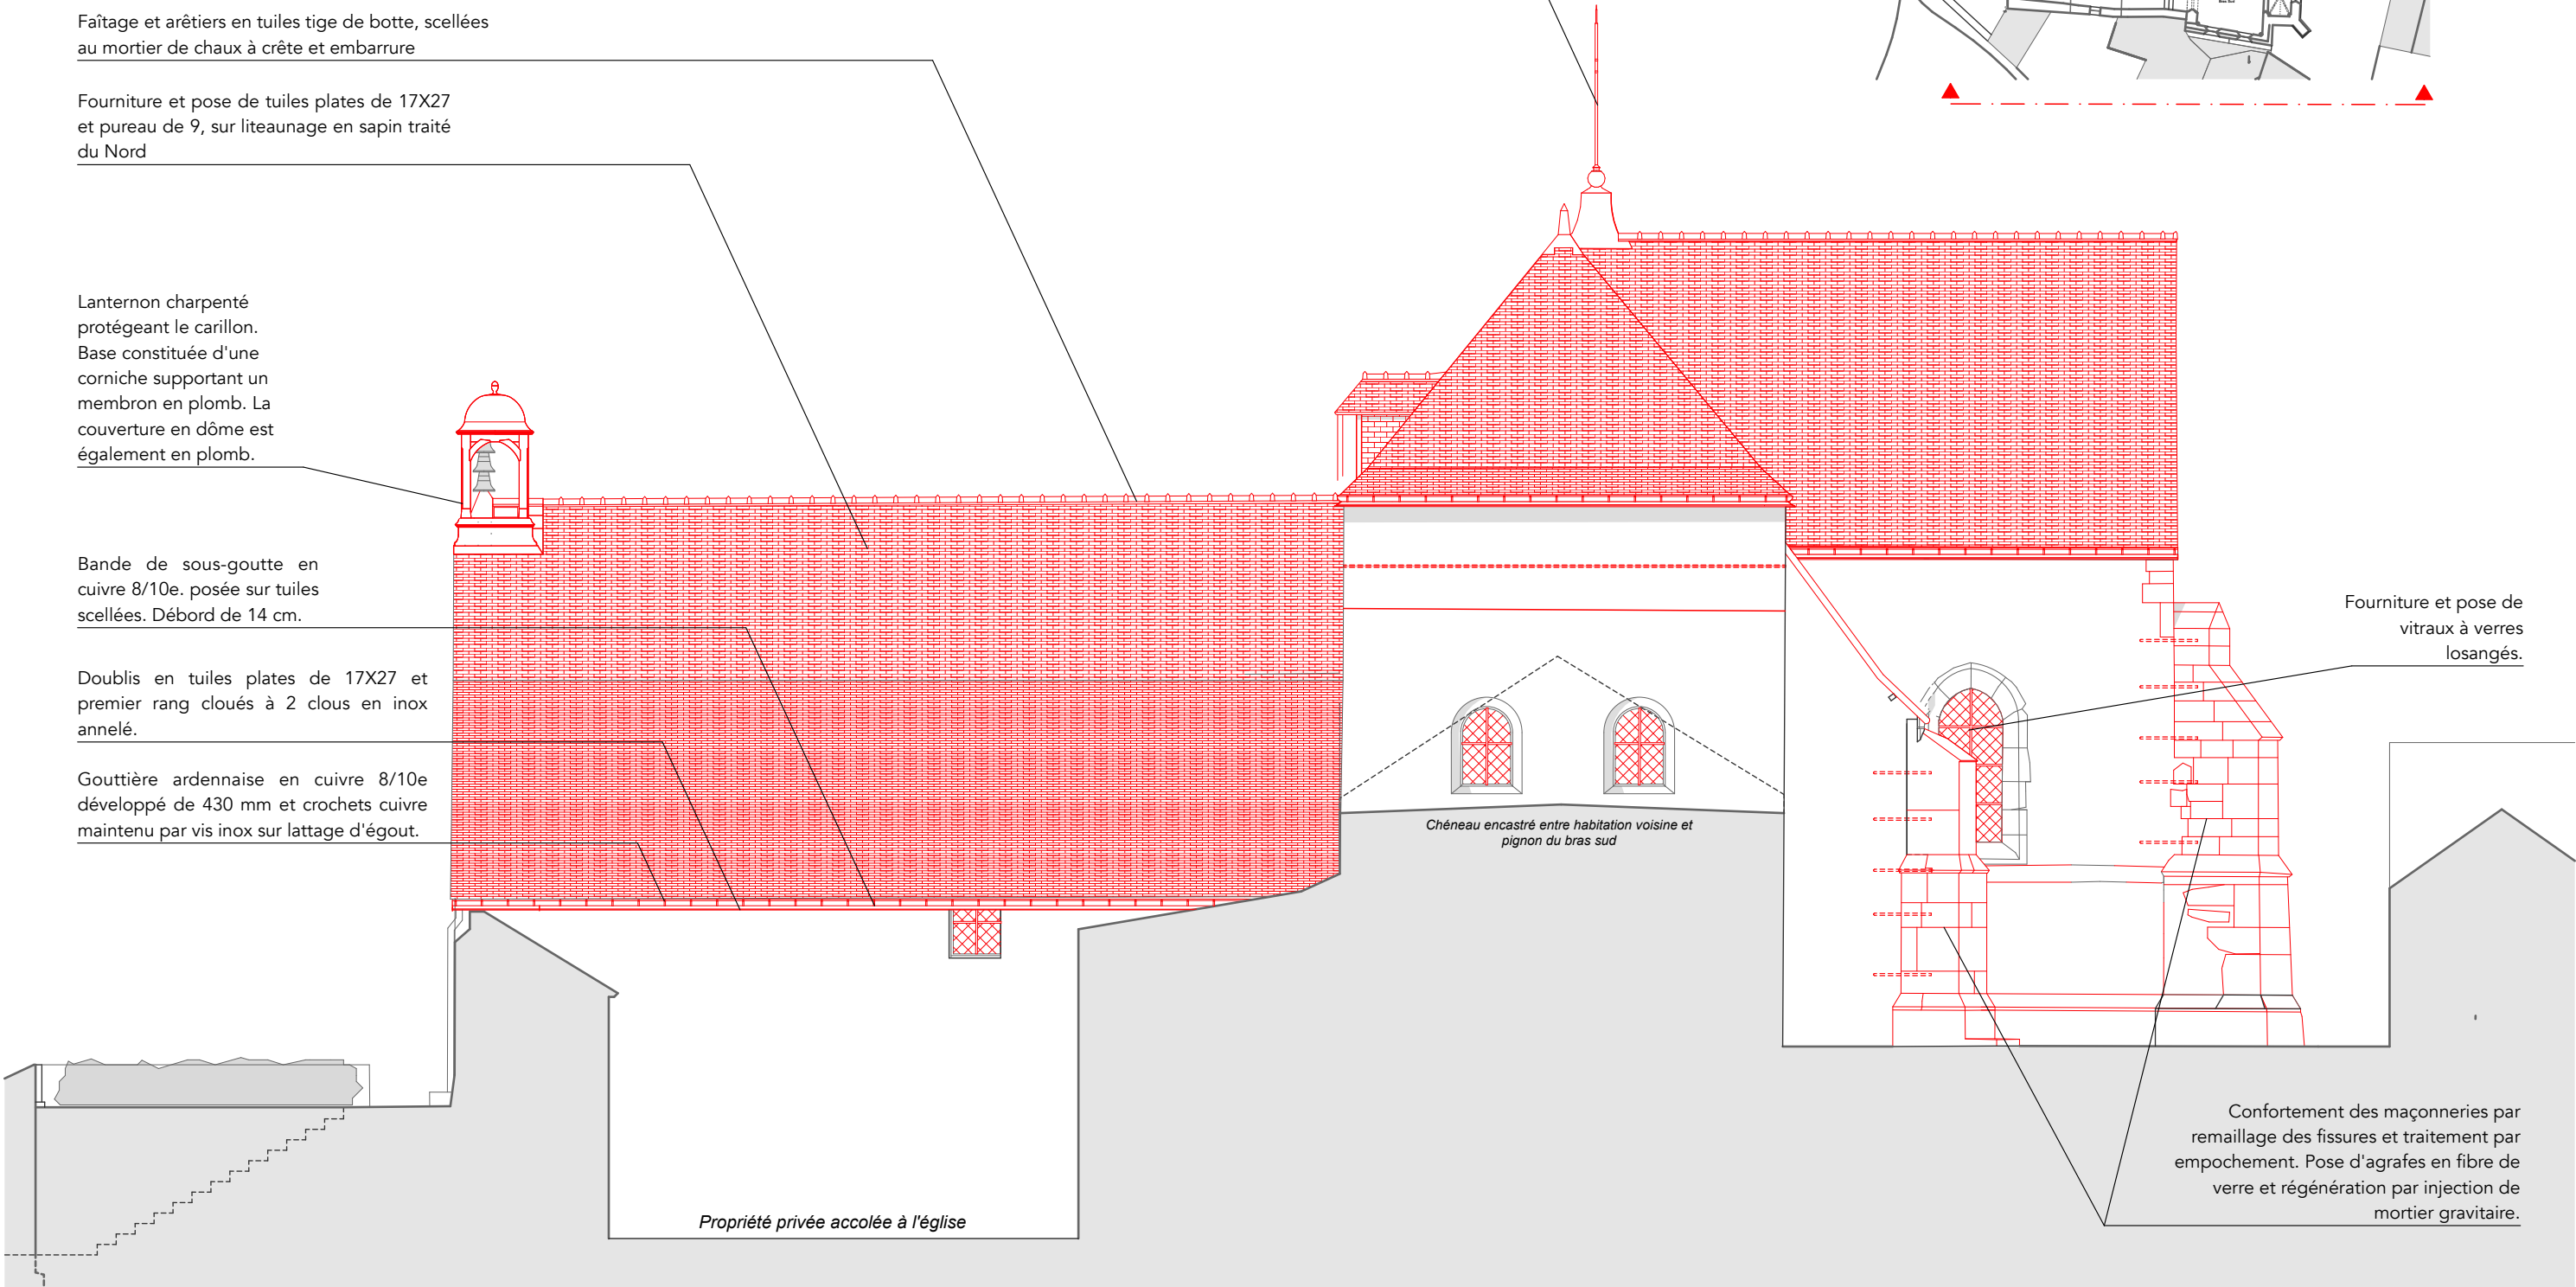 Faîtage et arêtiers en tuiles tige de botte, scellées
au mortier de chaux à crête et embarrure
Fourniture et pose de tuiles plates de 17X27
et pureau de 9, sur liteaunage en sapin traité
du Nord
Lanternon charpenté
protégeant le carillon.
Base constituée d'une
corniche supportant un
membron en plomb. La
couverture en dôme est
également en plomb.
Bande de sous-goutte en
cuivre 8/10e. posée sur tuiles
scellées. Débord de 14 cm.
Doublis en tuiles plates de 17X27 et
premier rang cloués à 2 clous en inox
annelé.
Gouttière ardennaise en cuivre 8/10e
développé de 430 mm et crochets cuivre
maintenu par vis inox sur lattage d'égout.
Fourniture et pose de
vitraux à verres
losangés.
Chéneau encastré entre habitation voisine et
pignon du bras sud
Propriété privée accolée à l'église
Confortement des maçonneries par
remaillage des fissures et traitement par
empochement. Pose d'agrafes en fibre de
verre et régénération par injection de
mortier gravitaire.